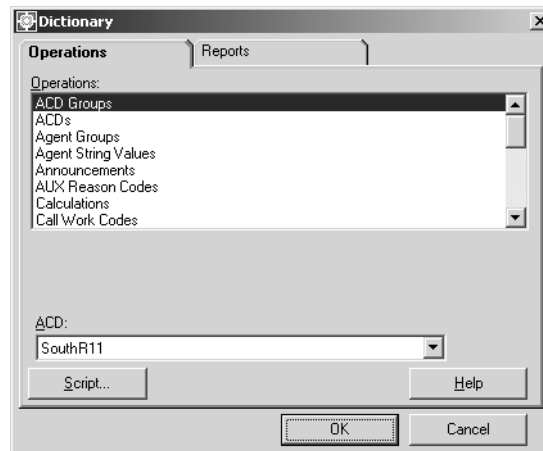 Dictionary
Operations
Reports
Operations:
ACD Groups
ACDs
Agent Groups
Agent String Values
Announcements
AUX Reason Codes
Calculations
Call Work Codes
ACD:
SouthR11
Script...
Help
OK
Cancel